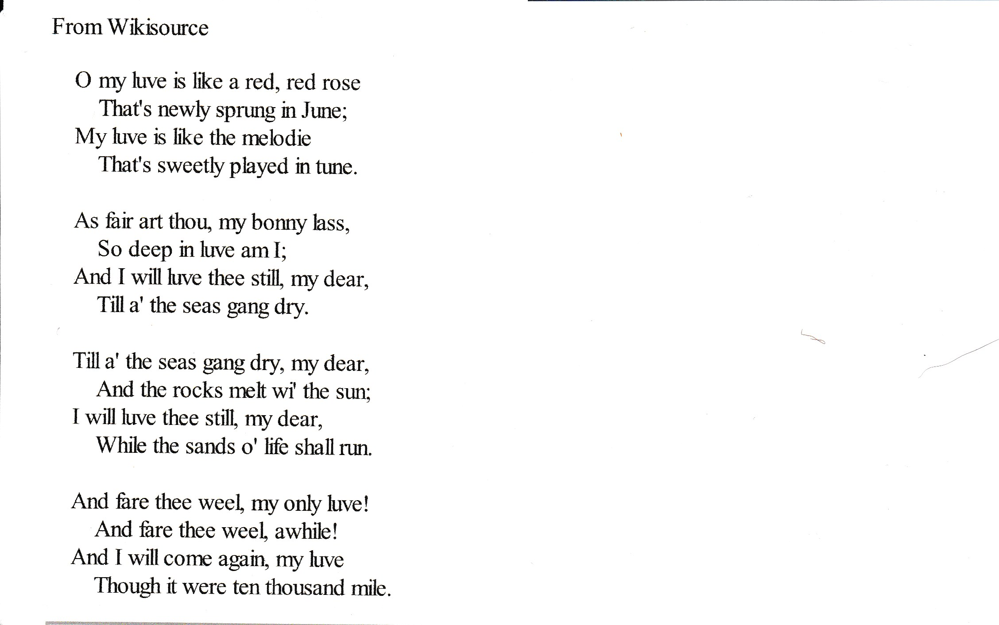 From Wikisource
O my luve is like a red, red rose
That's newly sprung in June;
My luve is like the melodie
That's sweetly played in tune.
As fair art thou, my bonny lass,
So deep in luve am I;
And I will luve thee still, my dear,
Till a' the seas gang dry.
Till a' the seas gang dry, my dear,
And the rocks melt wi' the sun;
I will luve thee still, my dear,
While the sands o' life shall run.
And fare thee weel, my only luve!
And fare thee weel, awhile!
And I will come again, my luve
Though it were ten thousand mile.